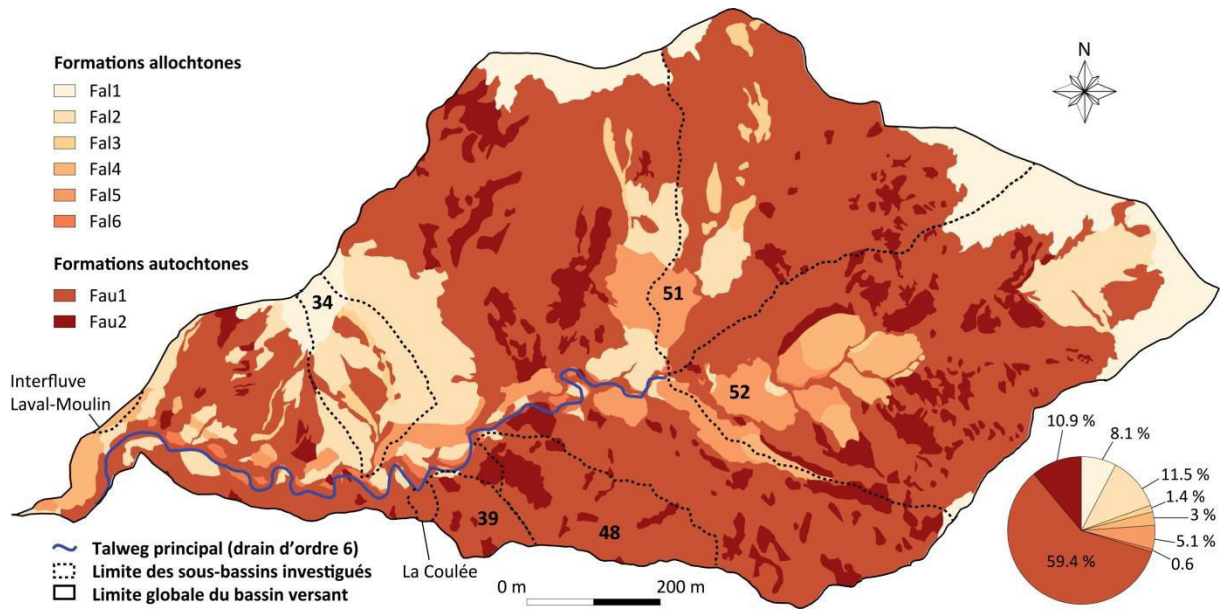 Formations allochtones
Fal1
Fal2
Fal3
Fal4
Fal5
Fal6
Formations autochtones
Fau1
Fau2
N
34
51
52
39
48
Interfluve
Laval-Moulin
La Coulée
Talweg principal (drain d'ordre 6)
Limite des sous-bassins investigués
Limite globale du bassin versant
0 m
200 m
10.9 %
8.1 %
11.5 %
1.4 %
3 %
5.1 %
0.6
59.4 %